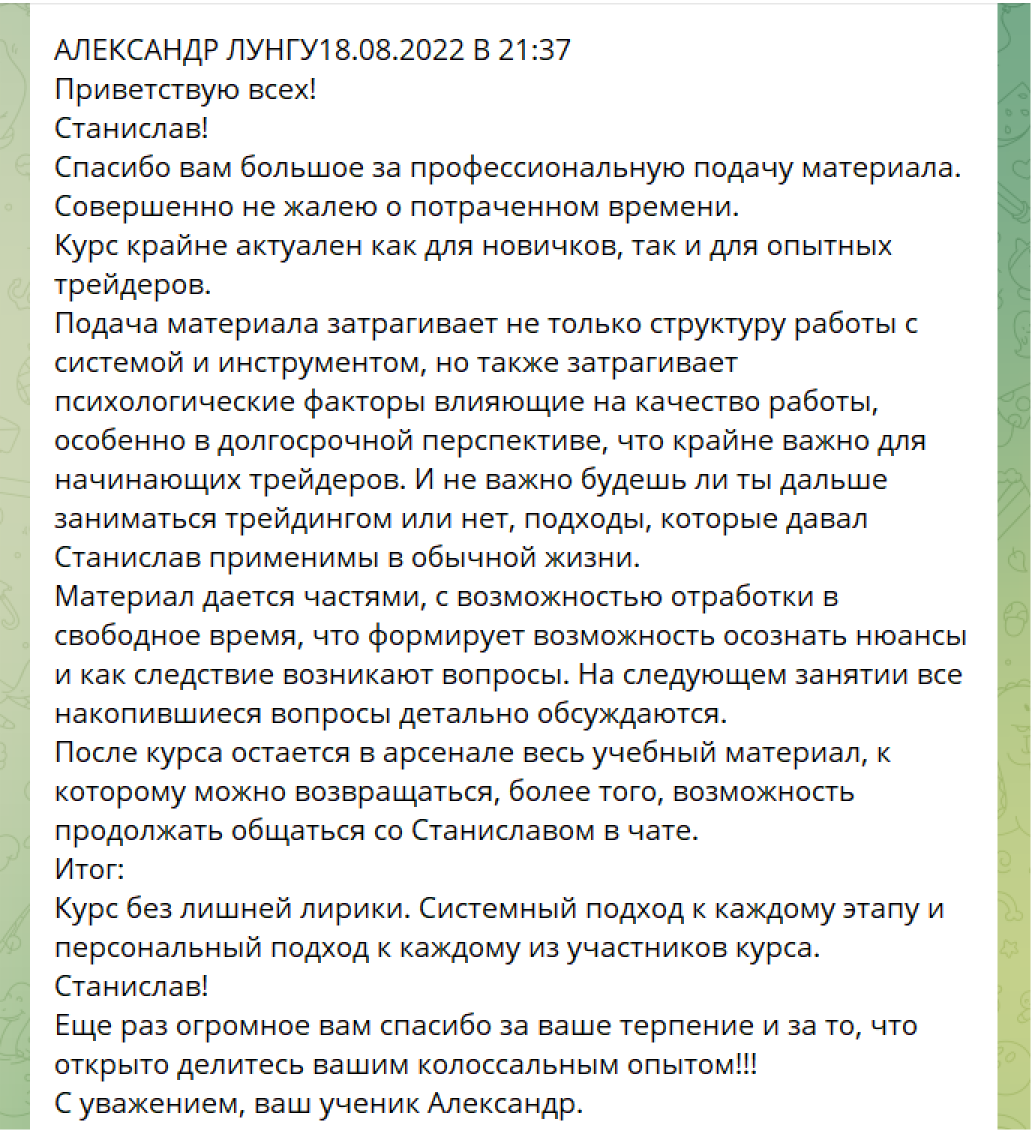 АЛЕКСАНДР ЛУНГУ18.08.2022 В 21:37
Приветствую всех!
Станислав!
Спасибо вам большое за профессиональную подачу материала.
Совершенно не жалею о потраченном времени.
Курс крайне актуален как для новичков, так и для опытных
трейдеров.
Подача материала затрагивает не только структуру работы с
системой и инструментом, но также затрагивает
психологические факторы влияющие на качество работы,
особенно в долгосрочной перспективе, что крайне важно для
начинающих трейдеров. И не важно будешь ли ты дальше
заниматься трейдингом или нет, подходы, которые давал
Станислав применимы в обычной жизни.
Материал дается частями, с возможностью отработки в
свободное время, что формирует возможность осознать нюансы
и как следствие возникают вопросы. На следующем занятии все
накопившиеся вопросы детально обсуждаются.
После курса остается в арсенале весь учебный материал, к
которому можно возвращаться, более того, возможность
продолжать общаться со Станиславом в чате.
Итог:
Курс без лишней лирики. Системный подход к каждому этапу и
персональный подход к каждому из участников курса.
Станислав!
Еще раз огромное вам спасибо за ваше терпение и за то, что
открыто делитесь вашим колоссальным опытом!!!
С уважением, ваш ученик Александр.